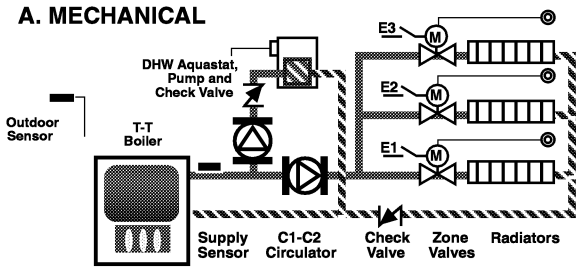 A. MECHANICAL
E3
M
DHW Aquastat,
Pump and
Check Valve
E2
M
Outdoor
Sensor
T-T
Boiler
E1
M
Supply
Sensor
C1-C2
Circulator
Check
Valve
Zone
Valves
Radiators